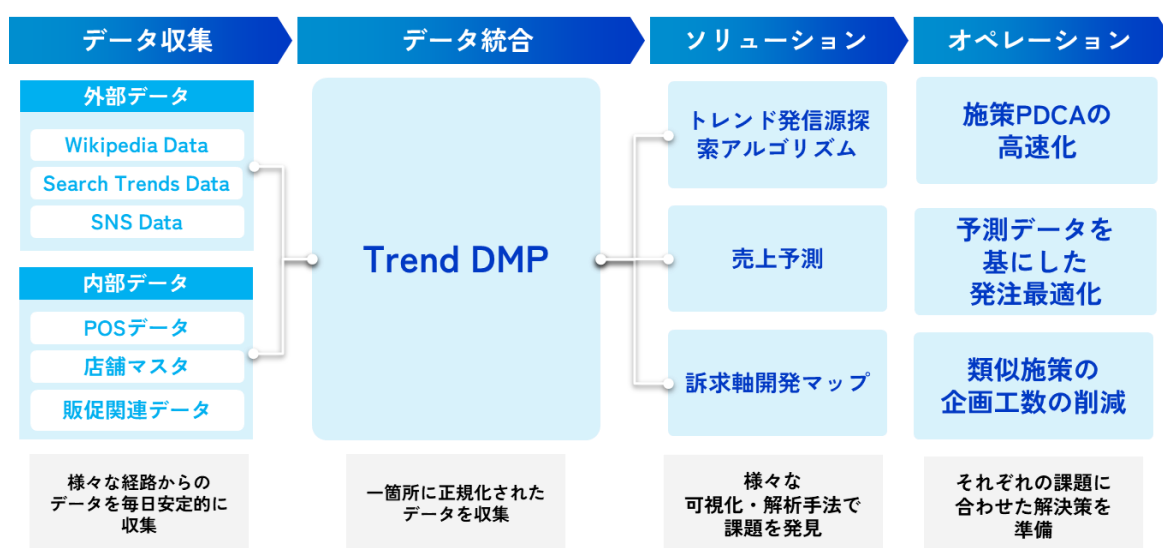 データ収集
データ統合
ソリューション
オペレーション
外部データ
Wikipedia Data
Search Trends Data
SNS Data
内部データ
POSデータ
店舗マスタ
販促関連データ
Trend DMP
トレンド発信源探
索アルゴリズム
売上予測
訴求軸開発マップ
施策PDCAの
高速化
予測データを
基にした
発注最適化
類似施策の
企画工数の削減
様々な経路からの
データを毎日安定的に
収集
一箇所に正規化された
データを収集
様々な
可視化・解析手法で
課題を発見
それぞれの課題に
合わせた解決策を
準備